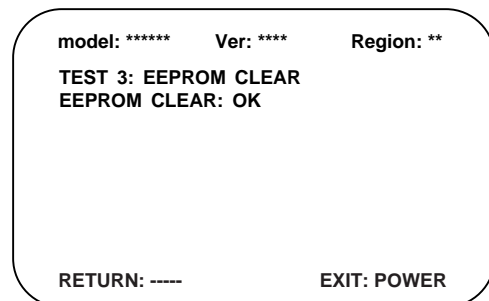 model: ****** Ver: **** Region: **
TEST 3: EEPROM CLEAR
EEPROM CLEAR: OK
RETURN: ----- EXIT: POWER